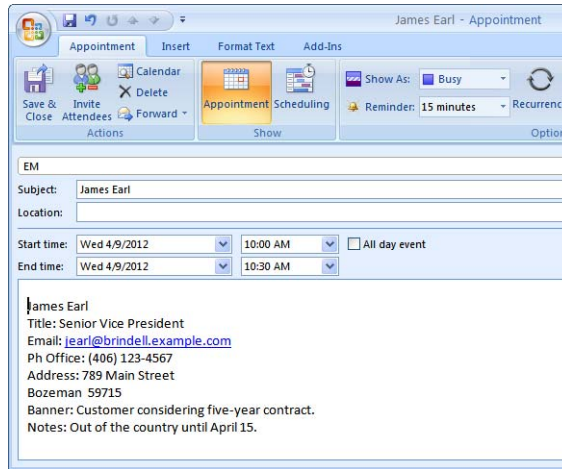 James Earl - Appointment
Appointment Insert Format Text Add-Ins
Calendar
Delete
Forward
Save & Close
Invite Attendees
Actions
Appointment Scheduling
Show
Show As: Busy
Reminder: 15 minutes
Recurrenc
Optio
EM
Subject: James Earl
Location:
Start time: Wed 4/9/2012 10:00 AM All day event
End time: Wed 4/9/2012 10:30 AM
James Earl
Title: Senior Vice President
Email: jearl@brindell.example.com
Ph Office: (406) 123-4567
Address: 789 Main Street
Bozeman  59715
Banner: Customer considering five-year contract.
Notes: Out of the country until April 15.